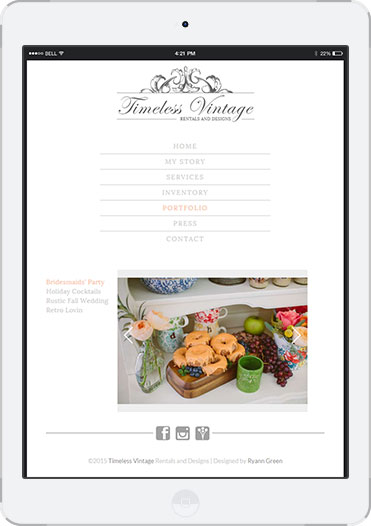 BELL 4:21 PM 22%
Timeless Vintage
RENTALS AND DESIGNS
HOME
MY STORY
SERVICES
INVENTORY
PORTFOLIO
PRESS
CONTACT
Bridesmaids' Party
Holiday Cocktails
Rustic Fall Wedding
Retro Lovin
©2015 Timeless Vintage Rentals and Designs | Designed by Ryann Green